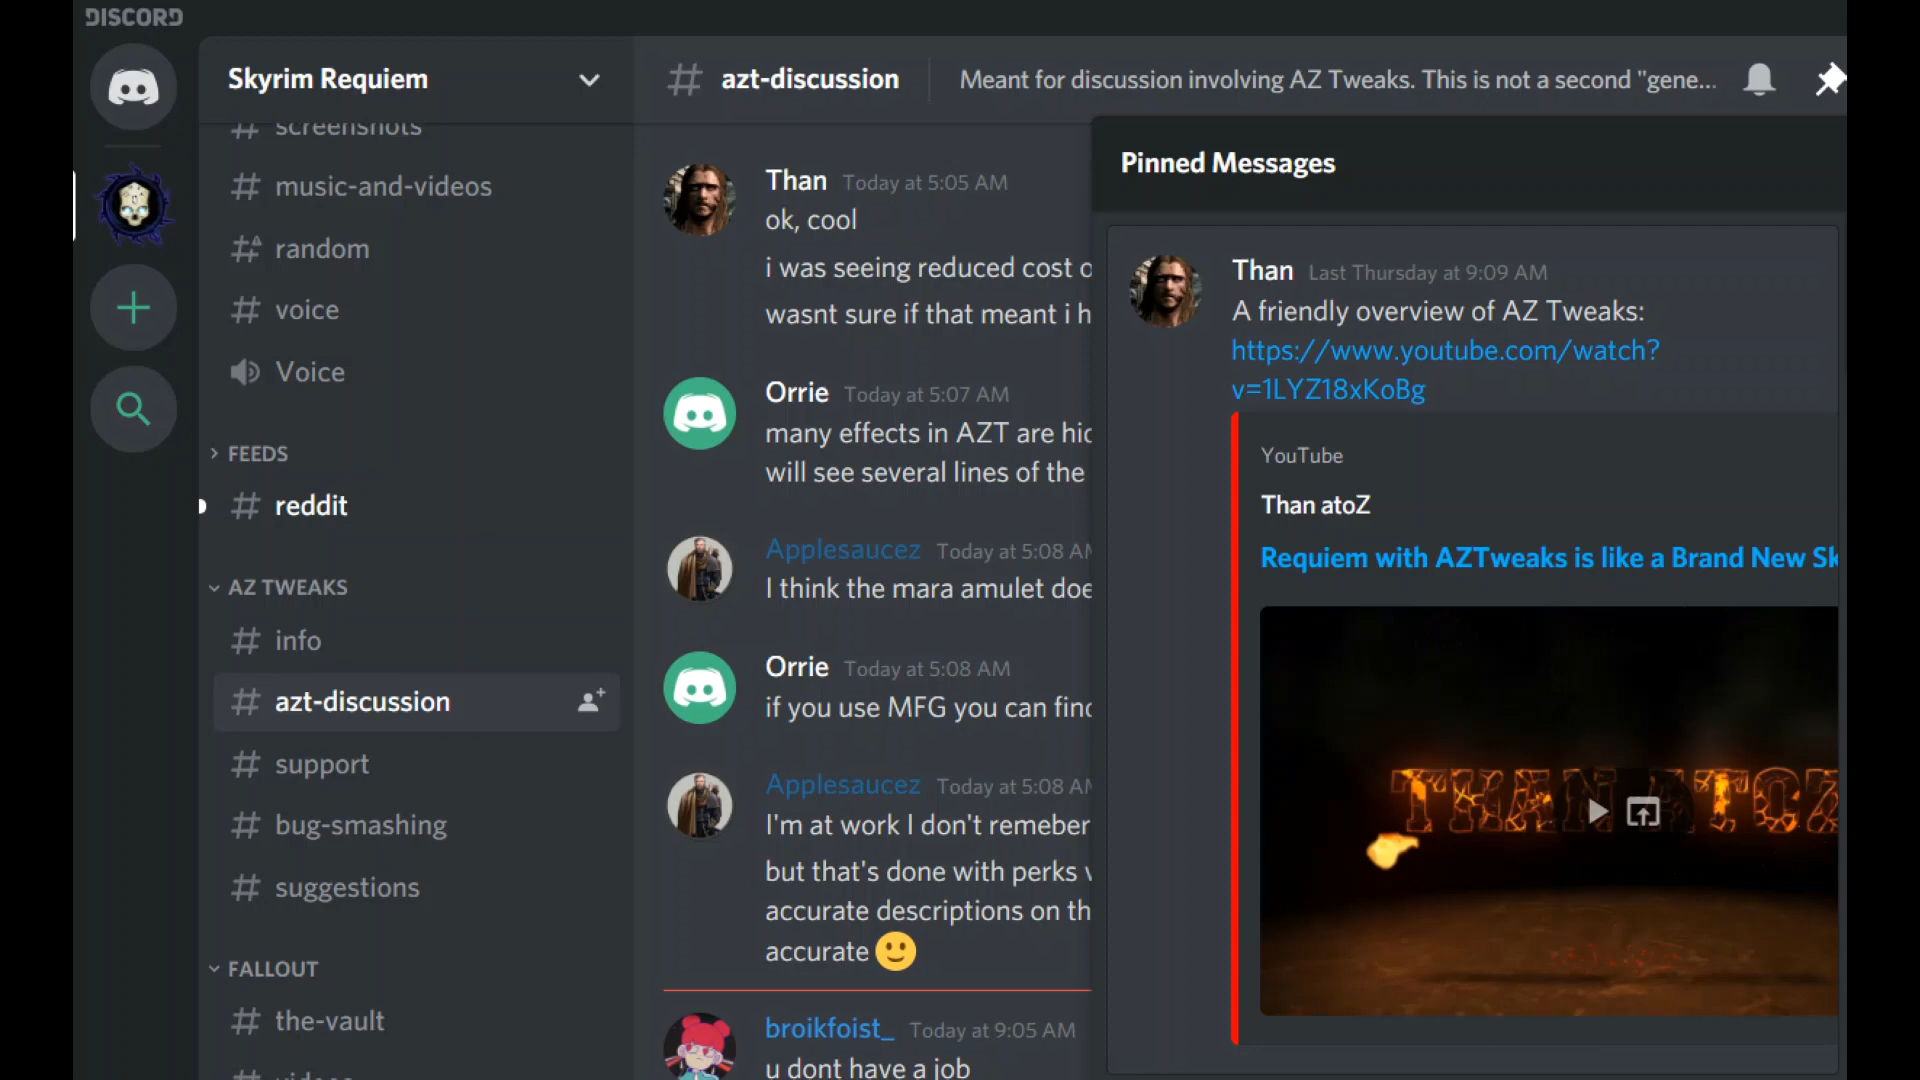 DISCORD
Skyrim Requiem
screenshots
music-and-videos
random
voice
Voice
FEEDS
reddit
AZ TWEAKS
info
azt-discussion
support
bug-smashing
suggestions
FALLOUT
the-vault
azt-discussion
Meant for discussion involving AZ Tweaks. This is not a second "gene...
Than Today at 5:05 AM
ok, cool
i was seeing reduced cost o
wasnt sure if that meant i h
Orrie Today at 5:07 AM
many effects in AZT are hid
will see several lines of the
Applesaucez Today at 5:08 AM
I think the mara amulet doe
Orrie Today at 5:08 AM
if you use MFG you can find
Applesaucez Today at 5:08 AM
I'm at work I don't remeber
but that's done with perks
accurate descriptions on th
accurate
broikfoist_ Today at 9:05 AM
u dont have a job
Pinned Messages
Than Last Thursday at 9:09 AM
A friendly overview of AZ Tweaks:
https://www.youtube.com/watch?
v=1LYZ18xKoBg
YouTube
Than atoZ
Requiem with AZTweaks is like a Brand New Sk
THAN ATOZ